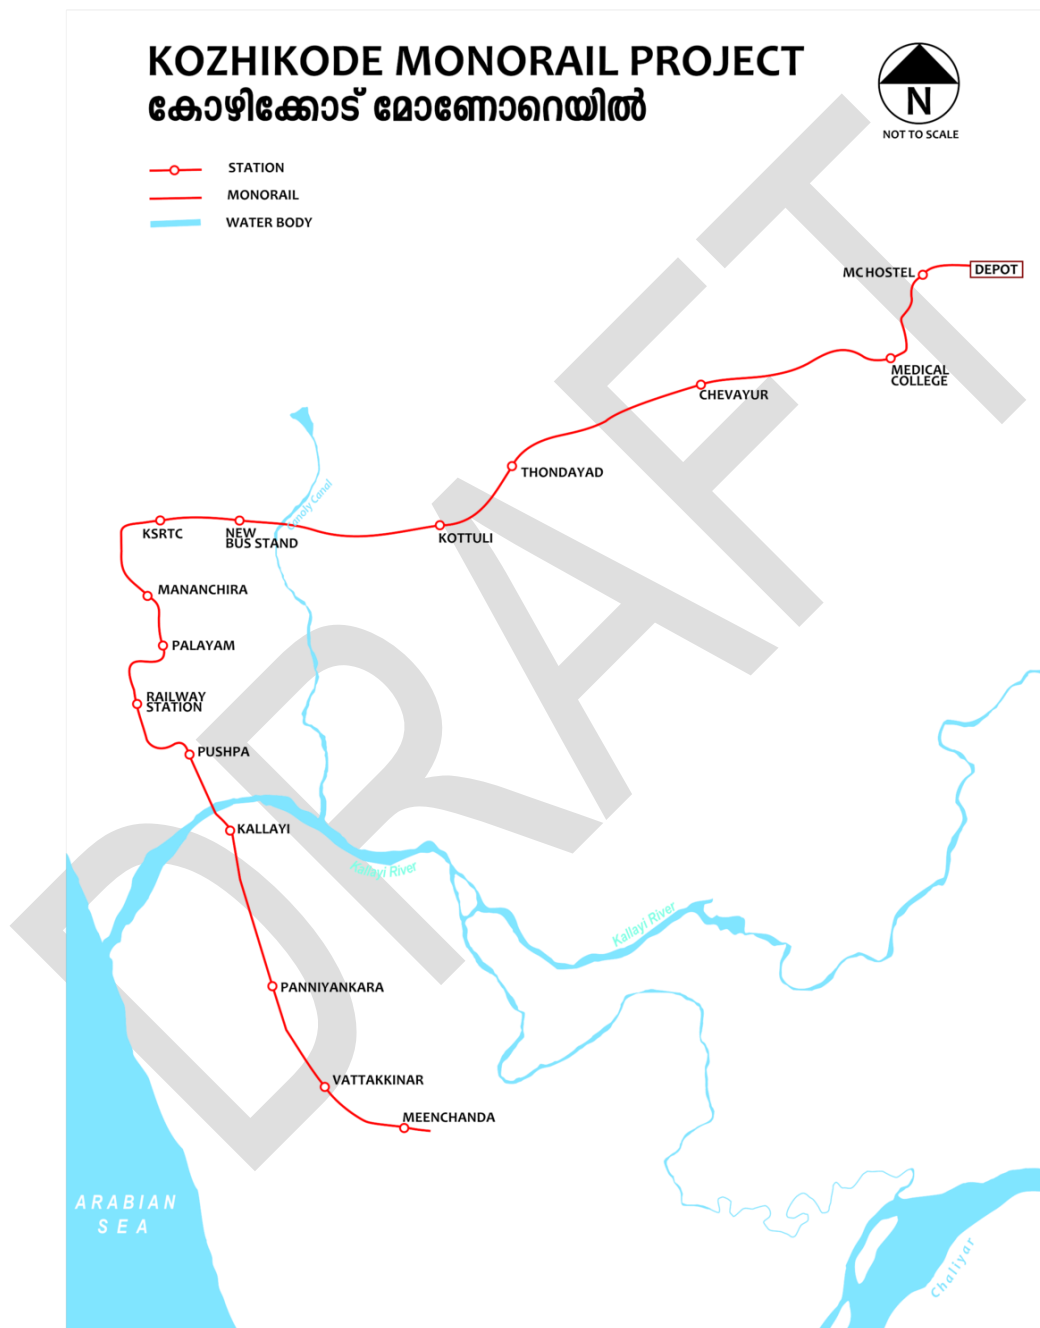 KOZHIKODE MONORAIL PROJECT
കോഴിക്കോട് മോണോറെയിൽ
N
NOT TO SCALE
STATION
MONORAIL
WATER BODY
DEPOT
MC HOSTEL
MEDICAL
COLLEGE
CHEVAYUR
THONDAYAD
Canoly Canal
KOTTULI
NEW
BUS STAND
KSRTC
MANANCHIRA
PALAYAM
RAILWAY
STATION
PUSHPA
KALLAYI
Kallayi River
Kallayi River
PANNIYANKARA
VATTAKKINAR
MEENCHANDA
ARABIAN
SEA
Chaliyar
DRAFT